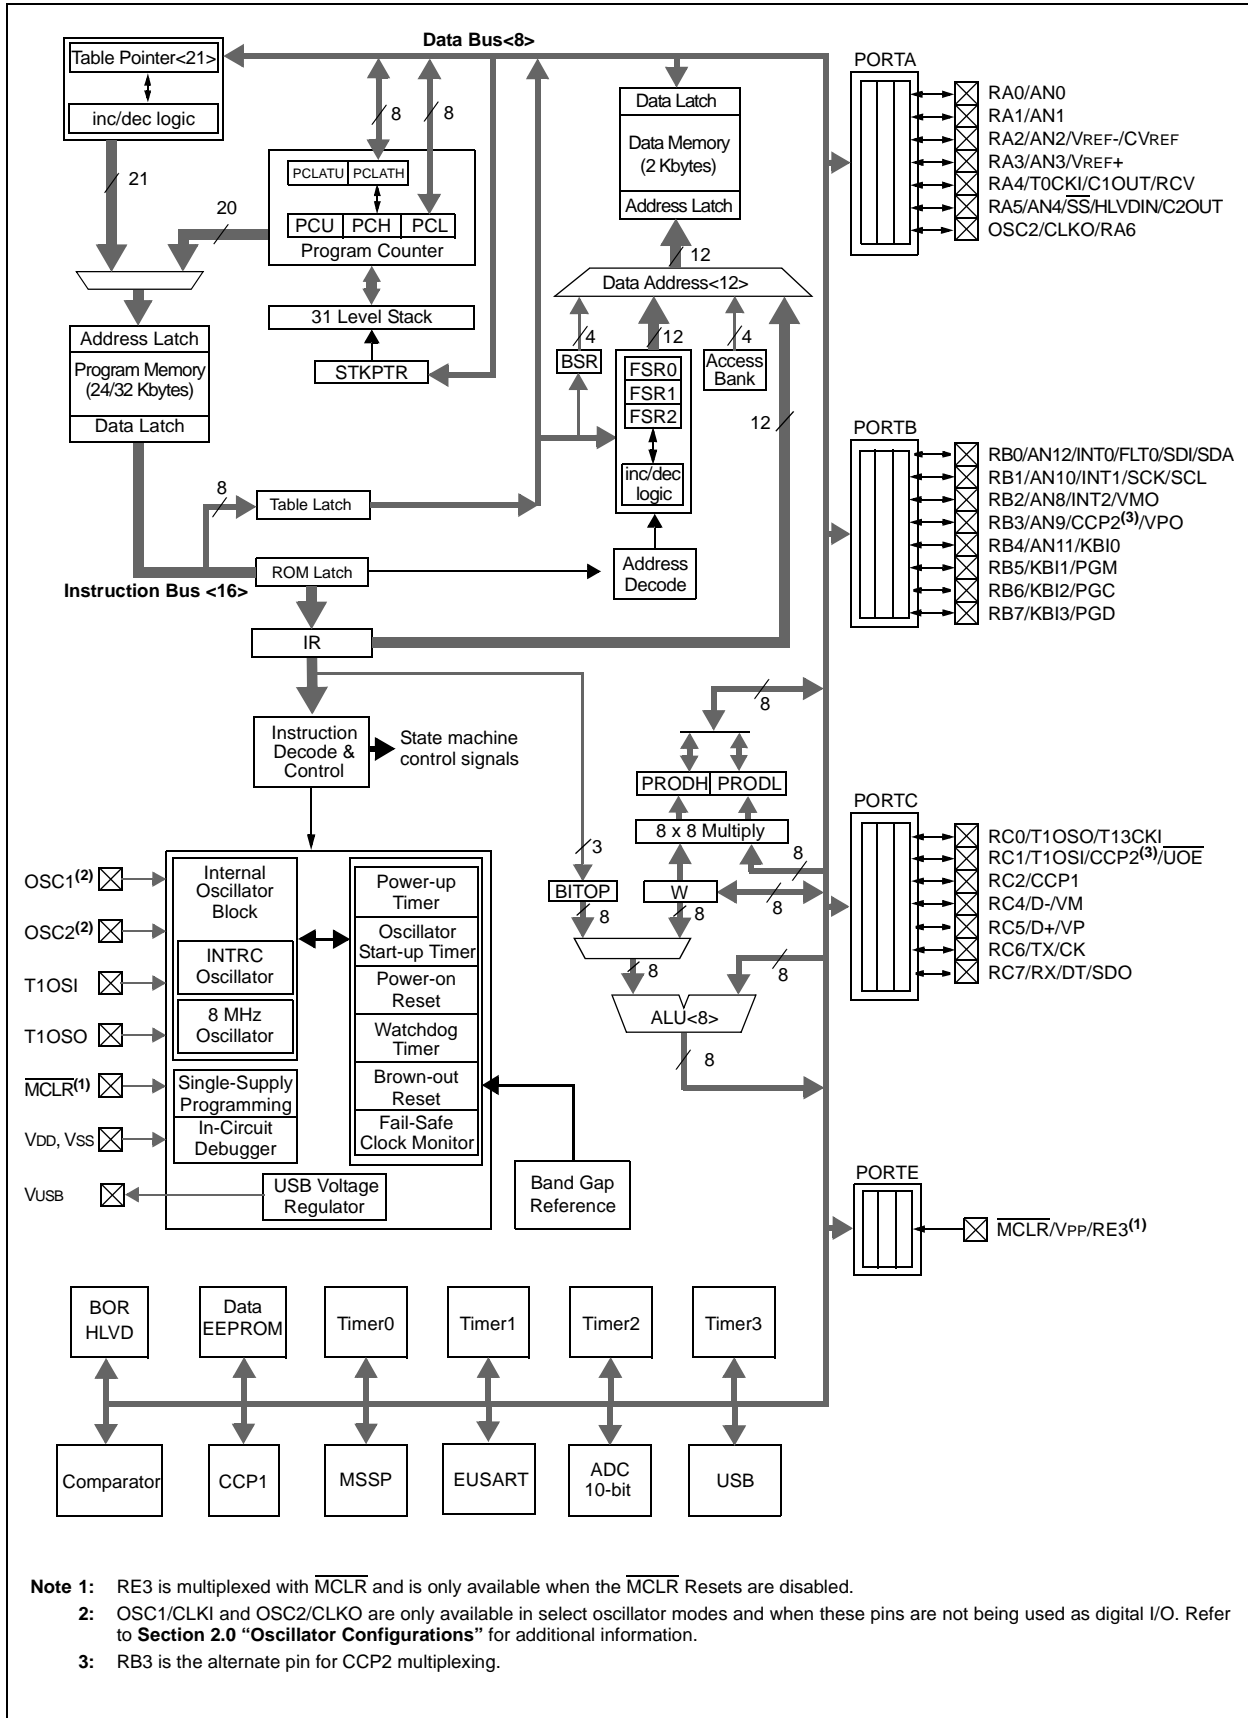 Data Bus<8>
Table Pointer<21>
inc/dec logic
21
20
8
8
PCLATU PCLATH
PCU PCH PCL
Program Counter
31 Level Stack
STKPTR
Address Latch
Program Memory
(24/32 Kbytes)
Data Latch
8
Table Latch
ROM Latch
Instruction Bus <16>
IR
Data Latch
Data Memory
(2 Kbytes)
Address Latch
12
Data Address<12>
4
12
4
BSR
FSR0
FSR1
FSR2
inc/dec
logic
Access
Bank
12
Address
Decode
Instruction
Decode &
Control
State machine
control signals
8
PRODH PRODL
8 x 8 Multiply
3
8
BITOP
W
8
8
8
8
8
ALU<8>
8
OSC1(2)
OSC2(2)
T1OSI
T1OSO
MCLR(1)
VDD, VSS
VUSB
Internal
Oscillator
Block
INTRC
Oscillator
8 MHz
Oscillator
Single-Supply
Programming
In-Circuit
Debugger
USB Voltage
Regulator
Power-up
Timer
Oscillator
Start-up Timer
Power-on
Reset
Watchdog
Timer
Brown-out
Reset
Fail-Safe
Clock Monitor
Band Gap
Reference
PORTA
RA0/AN0
RA1/AN1
RA2/AN2/VREF-/CVREF
RA3/AN3/VREF+
RA4/T0CKI/C1OUT/RCV
RA5/AN4/SS/HLVDIN/C2OUT
OSC2/CLKO/RA6
PORTB
RB0/AN12/INT0/FLT0/SDI/SDA
RB1/AN10/INT1/SCK/SCL
RB2/AN8/INT2/VMO
RB3/AN9/CCP2(3)/VPO
RB4/AN11/KBI0
RB5/KBI1/PGM
RB6/KBI2/PGC
RB7/KBI3/PGD
PORTC
RC0/T1OSO/T13CKI
RC1/T1OSI/CCP2(3)/UOE
RC2/CCP1
RC4/D-/VM
RC5/D+/VP
RC6/TX/CK
RC7/RX/DT/SDO
PORTE
MCLR/VPP/RE3(1)
BOR
HLVD
Data
EEPROM
Timer0
Timer1
Timer2
Timer3
Comparator
CCP1
MSSP
EUSART
ADC
10-bit
USB
Note 1: RE3 is multiplexed with MCLR and is only available when the MCLR Resets are disabled.
2: OSC1/CLKI and OSC2/CLKO are only available in select oscillator modes and when these pins are not being used as digital I/O. Refer
to Section 2.0 “Oscillator Configurations” for additional information.
3: RB3 is the alternate pin for CCP2 multiplexing.